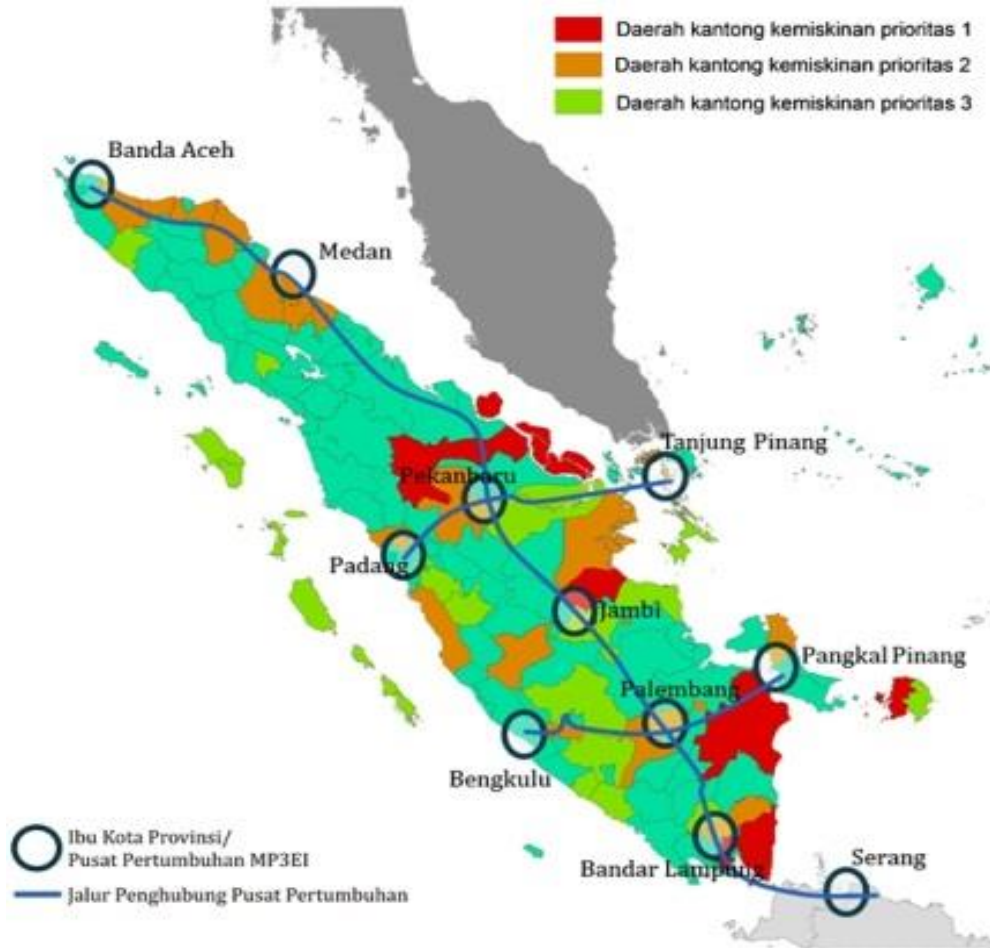 Daerah kantong kemiskinan prioritas 1
Daerah kantong kemiskinan prioritas 2
Daerah kantong kemiskinan prioritas 3
Banda Aceh
Medan
Tanjung Pinang
Pekanbaru
Padang
Jambi
Pangkal Pinang
Palembang
Bengkulu
Bandar Lampung
Serang
Ibu Kota Provinsi/
Pusat Pertumbuhan MP3EI
Jalur Penghubung Pusat Pertumbuhan